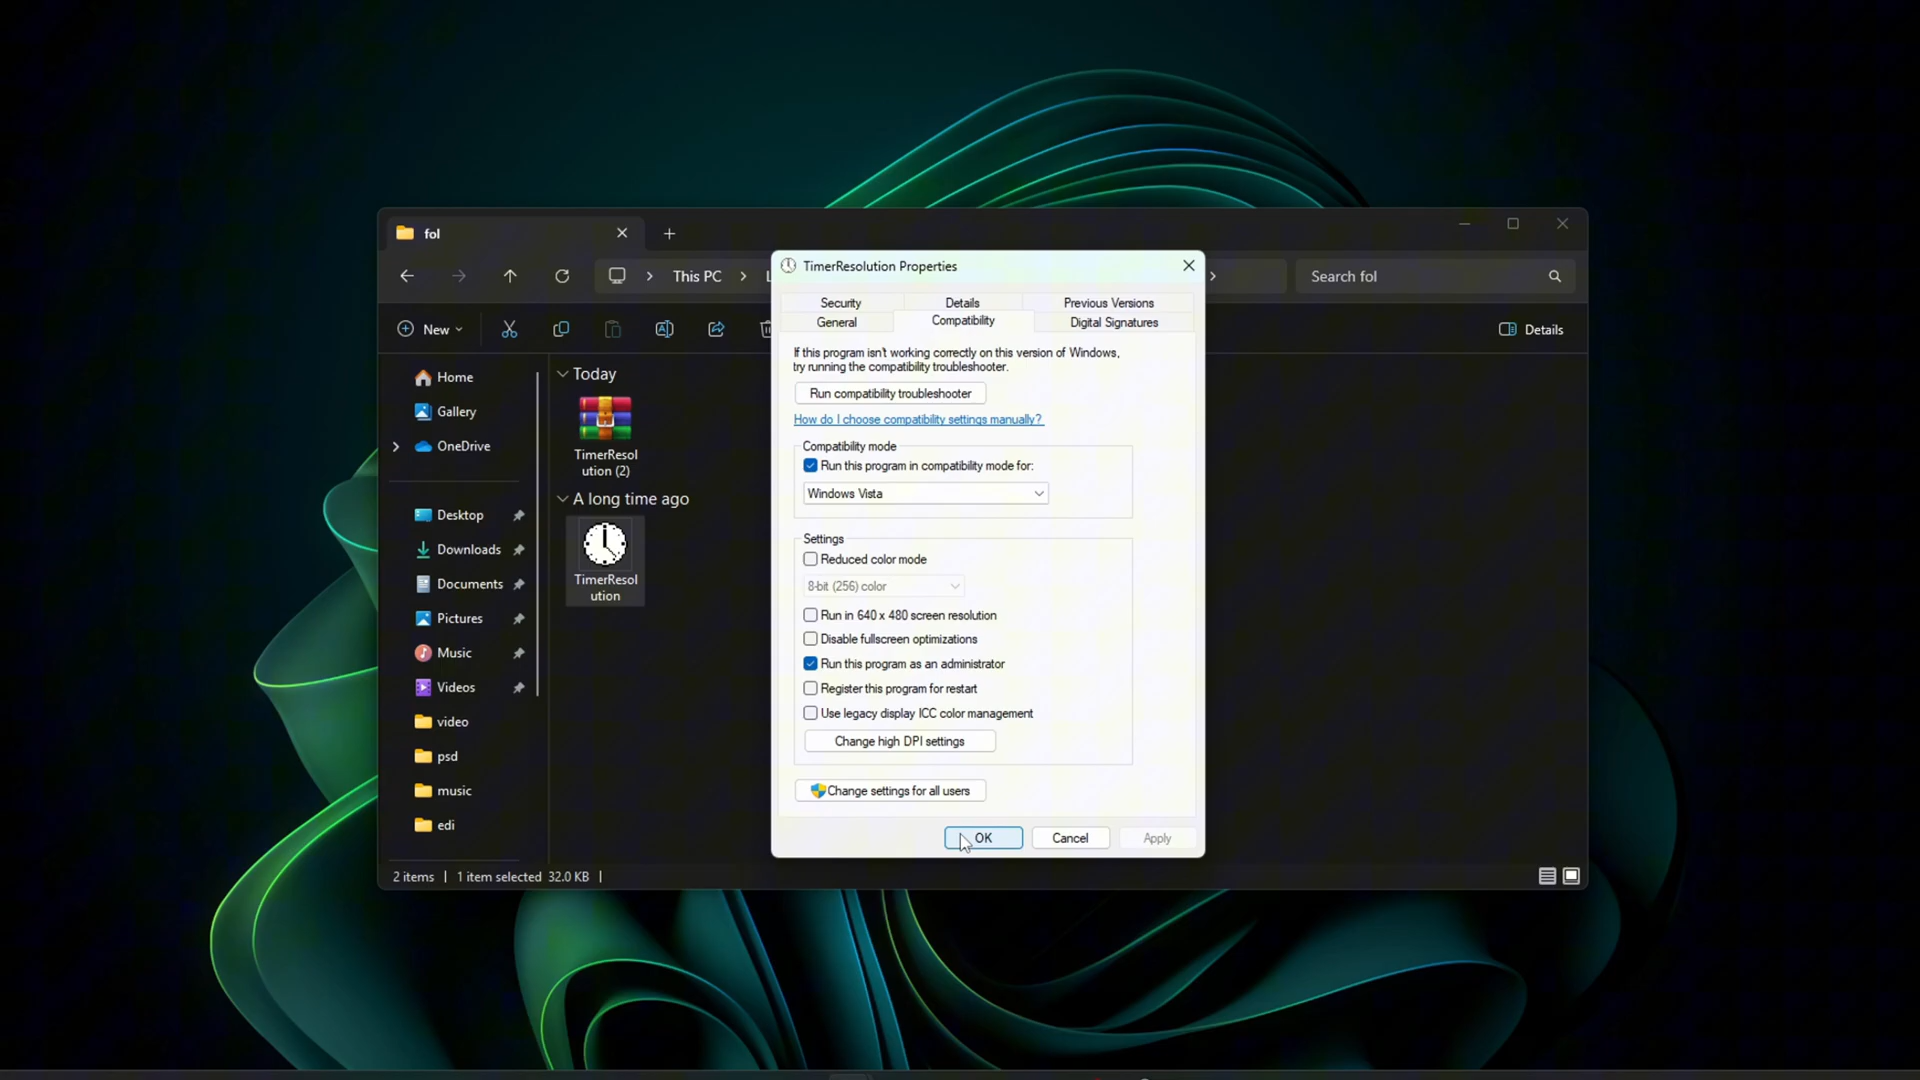 fol
This PC
Search fol
New
Details
Home
Gallery
OneDrive
Desktop
Downloads
Documents
Pictures
Music
Videos
video
psd
music
edi
Today
TimerResol
ution (2)
A long time ago
TimerResol
ution
2 items
1 item selected 32.0 KB
TimerResolution Properties
Security
Details
Previous Versions
General
Compatibility
Digital Signatures
If this program isn't working correctly on this version of Windows,
try running the compatibility troubleshooter.
Run compatibility troubleshooter
How do I choose compatibility settings manually?
Compatibility mode
Run this program in compatibility mode for:
Windows Vista
Settings
Reduced color mode
8-bit (256) color
Run in 640 x 480 screen resolution
Disable fullscreen optimizations
Run this program as an administrator
Register this program for restart
Use legacy display ICC color management
Change high DPI settings
Change settings for all users
OK
Cancel
Apply